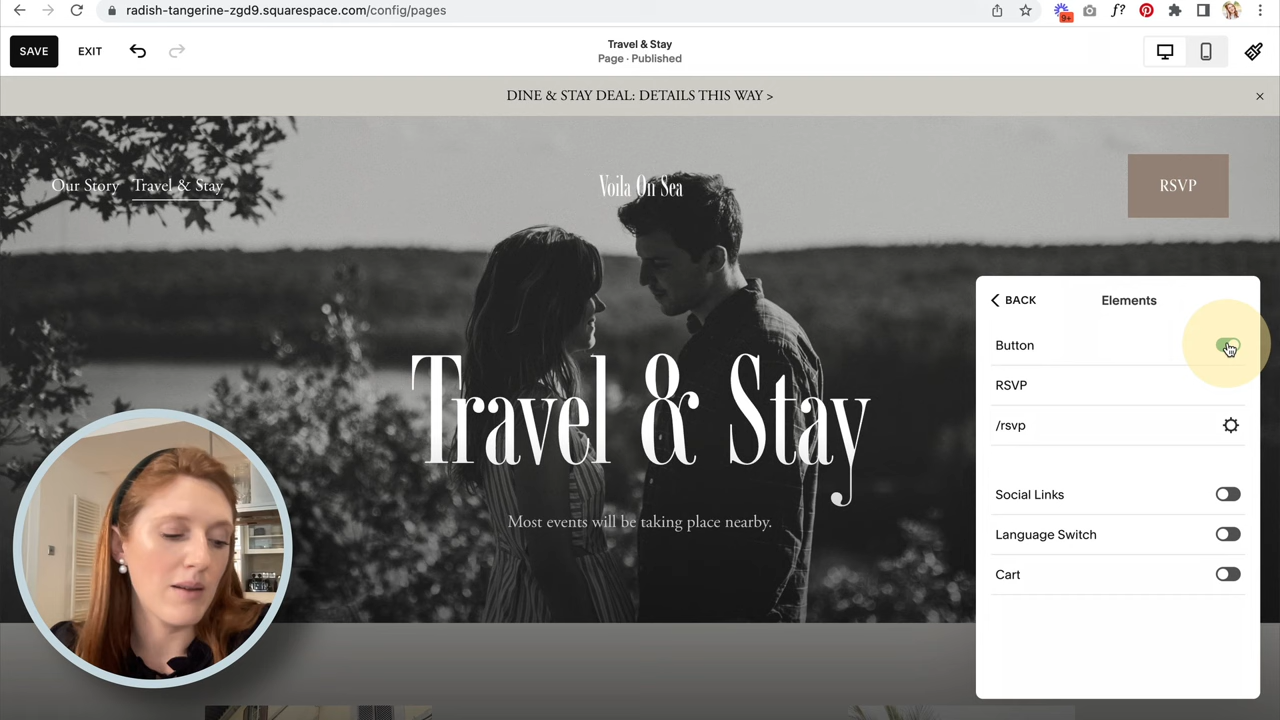 radish-tangerine-zgd9.squarespace.com/config/pages
9+
f?
SAVE
EXIT
Travel & Stay
Page · Published
DINE & STAY DEAL: DETAILS THIS WAY >
Our Story
Travel & Stay
Voila On Sea
RSVP
BACK
Elements
Button
RSVP
/rsvp
Social Links
Language Switch
Cart
Travel & Stay
Most events will be taking place nearby.